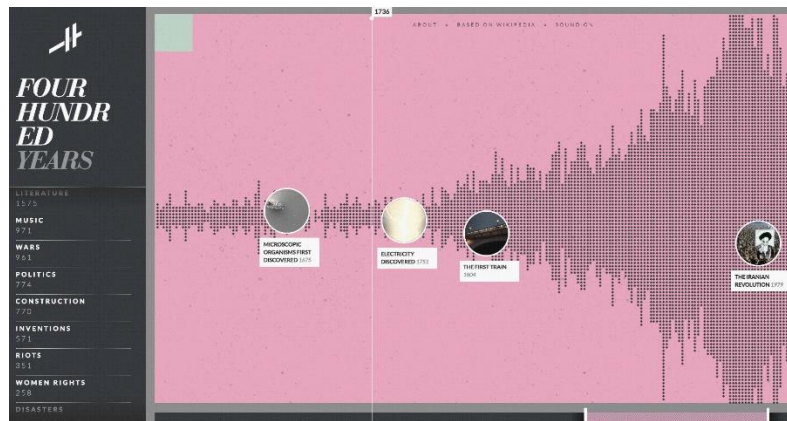 1736
ABOUT + BASED ON WIKIPEDIA + SOUND ON
FOUR
HUNDR
ED
YEARS
LITERATURE
1575
MUSIC
971
WARS
961
POLITICS
774
CONSTRUCTION
770
INVENTIONS
571
RIOTS
351
WOMEN RIGHTS
258
DISASTERS
MICROSCOPIC
ORGANISMS FIRST
DISCOVERED 1675
ELECTRICITY
DISCOVERED
THE FIRST TRAIN
1804
THE IRANIAN
REVOLUTION 1979